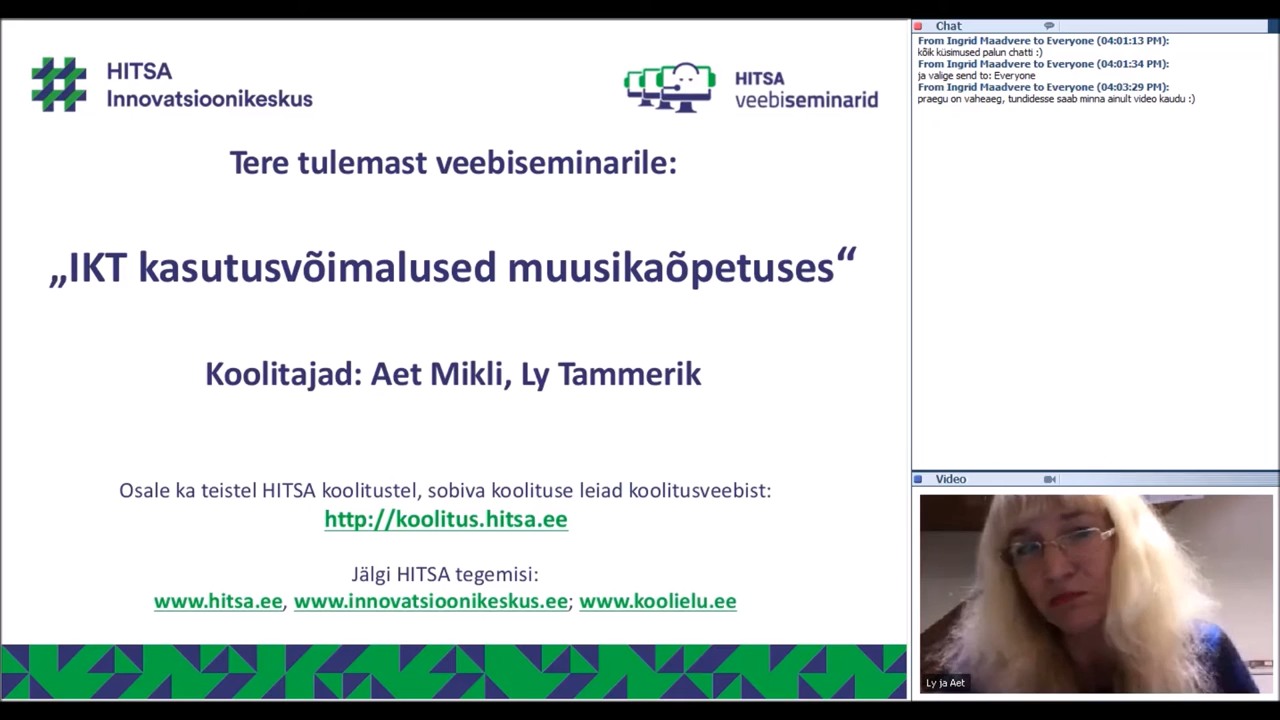 HITSA
Innovatsioonikeskus
HITSA
veebiseminarid
Tere tulemast veebiseminarile:
„IKT kasutusvõimalused muusikaõpetuses“
Koolitajad: Aet Mikli, Ly Tammerik
Osale ka teistel HITSA koolitustel, sobiva koolituse leiad koolitusveebist:
http://koolitus.hitsa.ee
Jälgi HITSA tegemisi:
www.hitsa.ee, www.innovatsioonikeskus.ee; www.koolielu.ee
Chat
From Ingrid Maadvere to Everyone (04:01:13 PM):
kõik küsimused palun chatti :)
From Ingrid Maadvere to Everyone (04:01:34 PM):
ja valige send to: Everyone
From Ingrid Maadvere to Everyone (04:03:29 PM):
praegu on vaheaeg, tundidesse saab minna ainult video kaudu :)
Video
Ly ja Aet